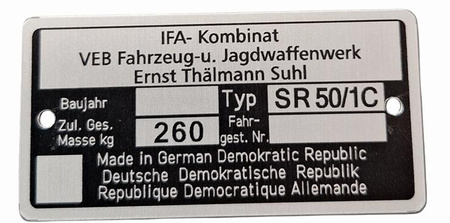 IFA- Kombinat
VEB Fahrzeug-u. Jagdwaffenwerk
Ernst Thälmann Suhl
Baujahr Typ SR 50/1C
Zul. Ges. Masse kg 260 Fahr-gest. Nr.
Made in German Demokratic Republic
Deutsche Demokratische Republik
Republique Democratique Allemande